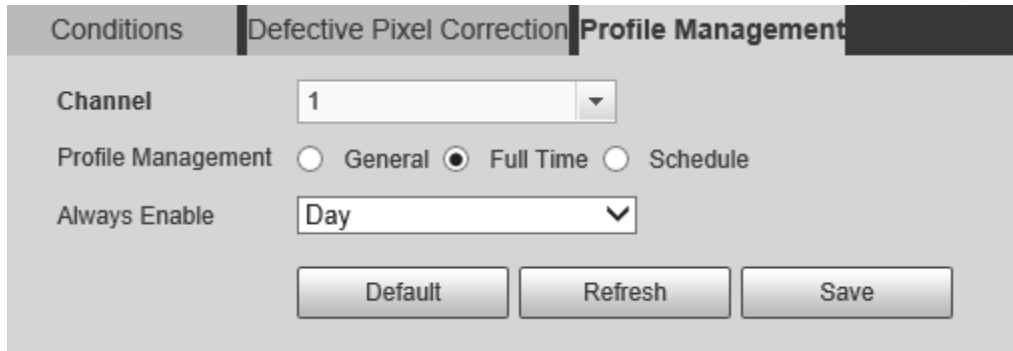 Conditions Defective Pixel Correction Profile Management
Channel 1
Profile Management General Full Time Schedule
Always Enable Day
Default Refresh Save